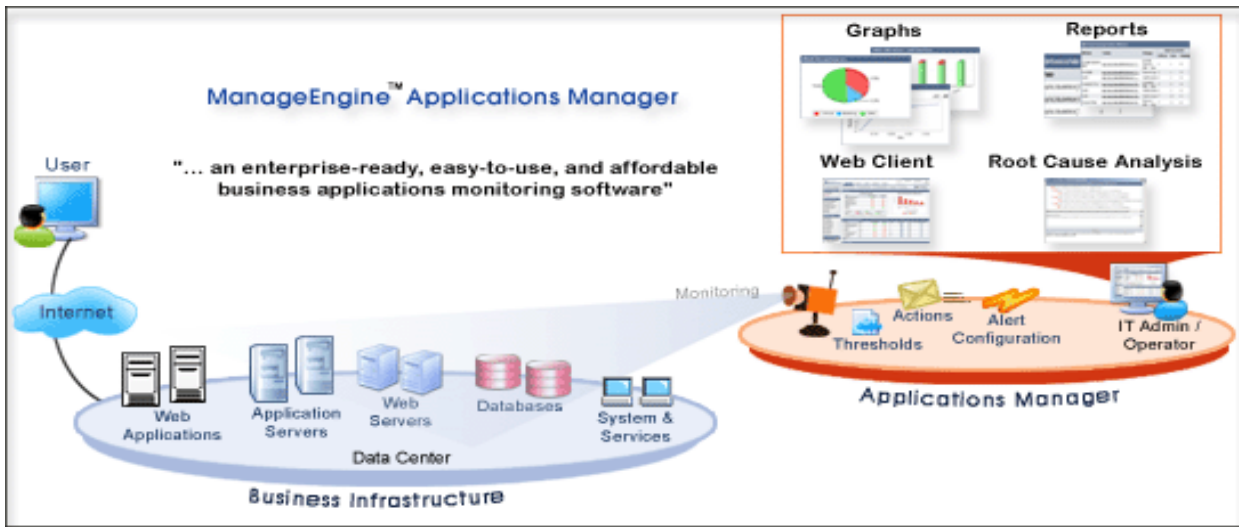 ManageEngine™ Applications Manager
"... an enterprise-ready, easy-to-use, and affordable
business applications monitoring software"
User
Internet
Web
Applications
Application
Servers
Web
Servers
Databases
System &
Services
Data Center
Business Infrastructure
Monitoring
Graphs
Reports
Web Client
Root Cause Analysis
Thresholds
Actions
Alert
Configuration
IT Admin /
Operator
Applications Manager